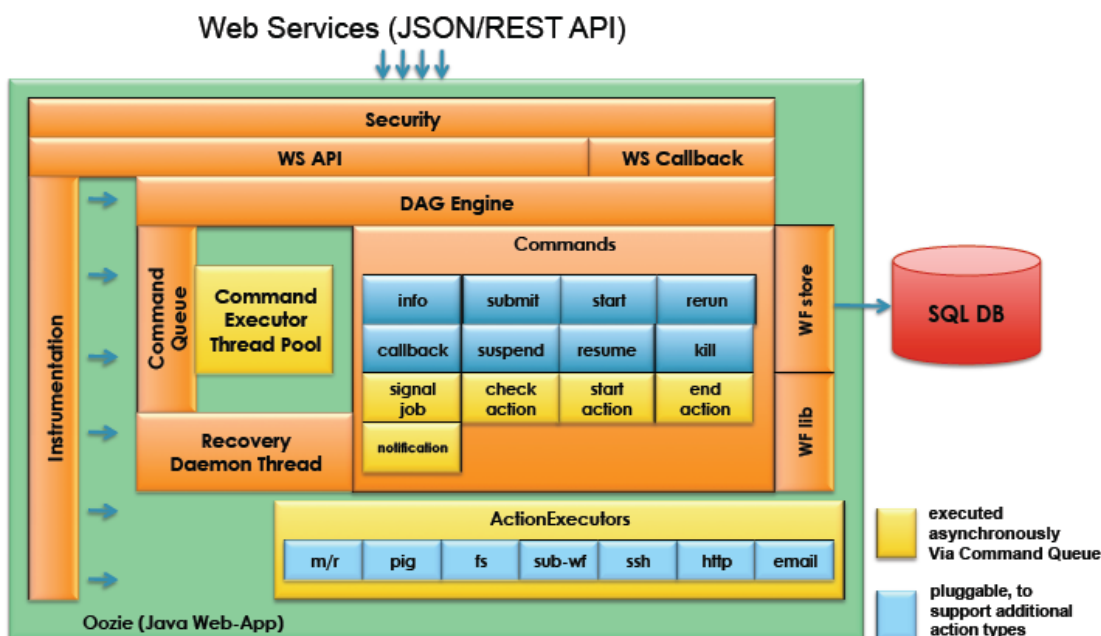 Web Services (JSON/REST API)
Security
WS API
WS Callback
DAG Engine
Instrumentation
Command
Queue
Command
Executor
Thread Pool
Recovery
Daemon Thread
Commands
info
submit
start
rerun
callback
suspend
resume
kill
signal
job
check
action
start
action
end
action
notification
WF store
WF lib
SQL DB
ActionExecutors
m/r
pig
fs
sub-wf
ssh
http
email
Oozie (Java Web-App)
executed
asynchronously
Via Command Queue
pluggable, to
support additional
action types